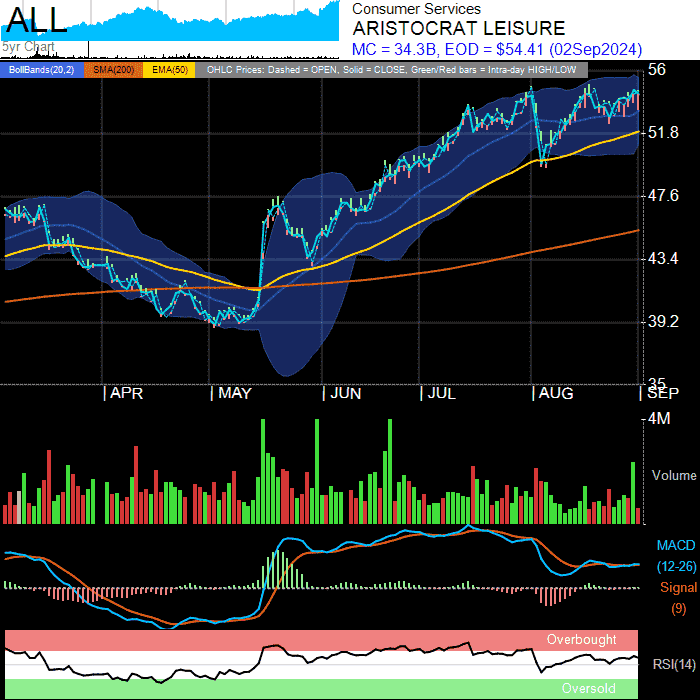 ALL
5yr Chart
Consumer Services
ARISTOCRAT LEISURE
MC = 34.3B, EOD = $54.41 (02Sep2024)
BollBands(20,2) SMA(200) EMA(50) OHLC Prices: Dashed = OPEN, Solid = CLOSE, Green/Red bars = Intra-day HIGH/LOW
56
51.8
47.6
43.4
39.2
35
| APR | MAY | JUN | JUL | AUG | SEP
4M
Volume
MACD
(12-26)
Signal
(9)
Overbought
RSI(14)
Oversold